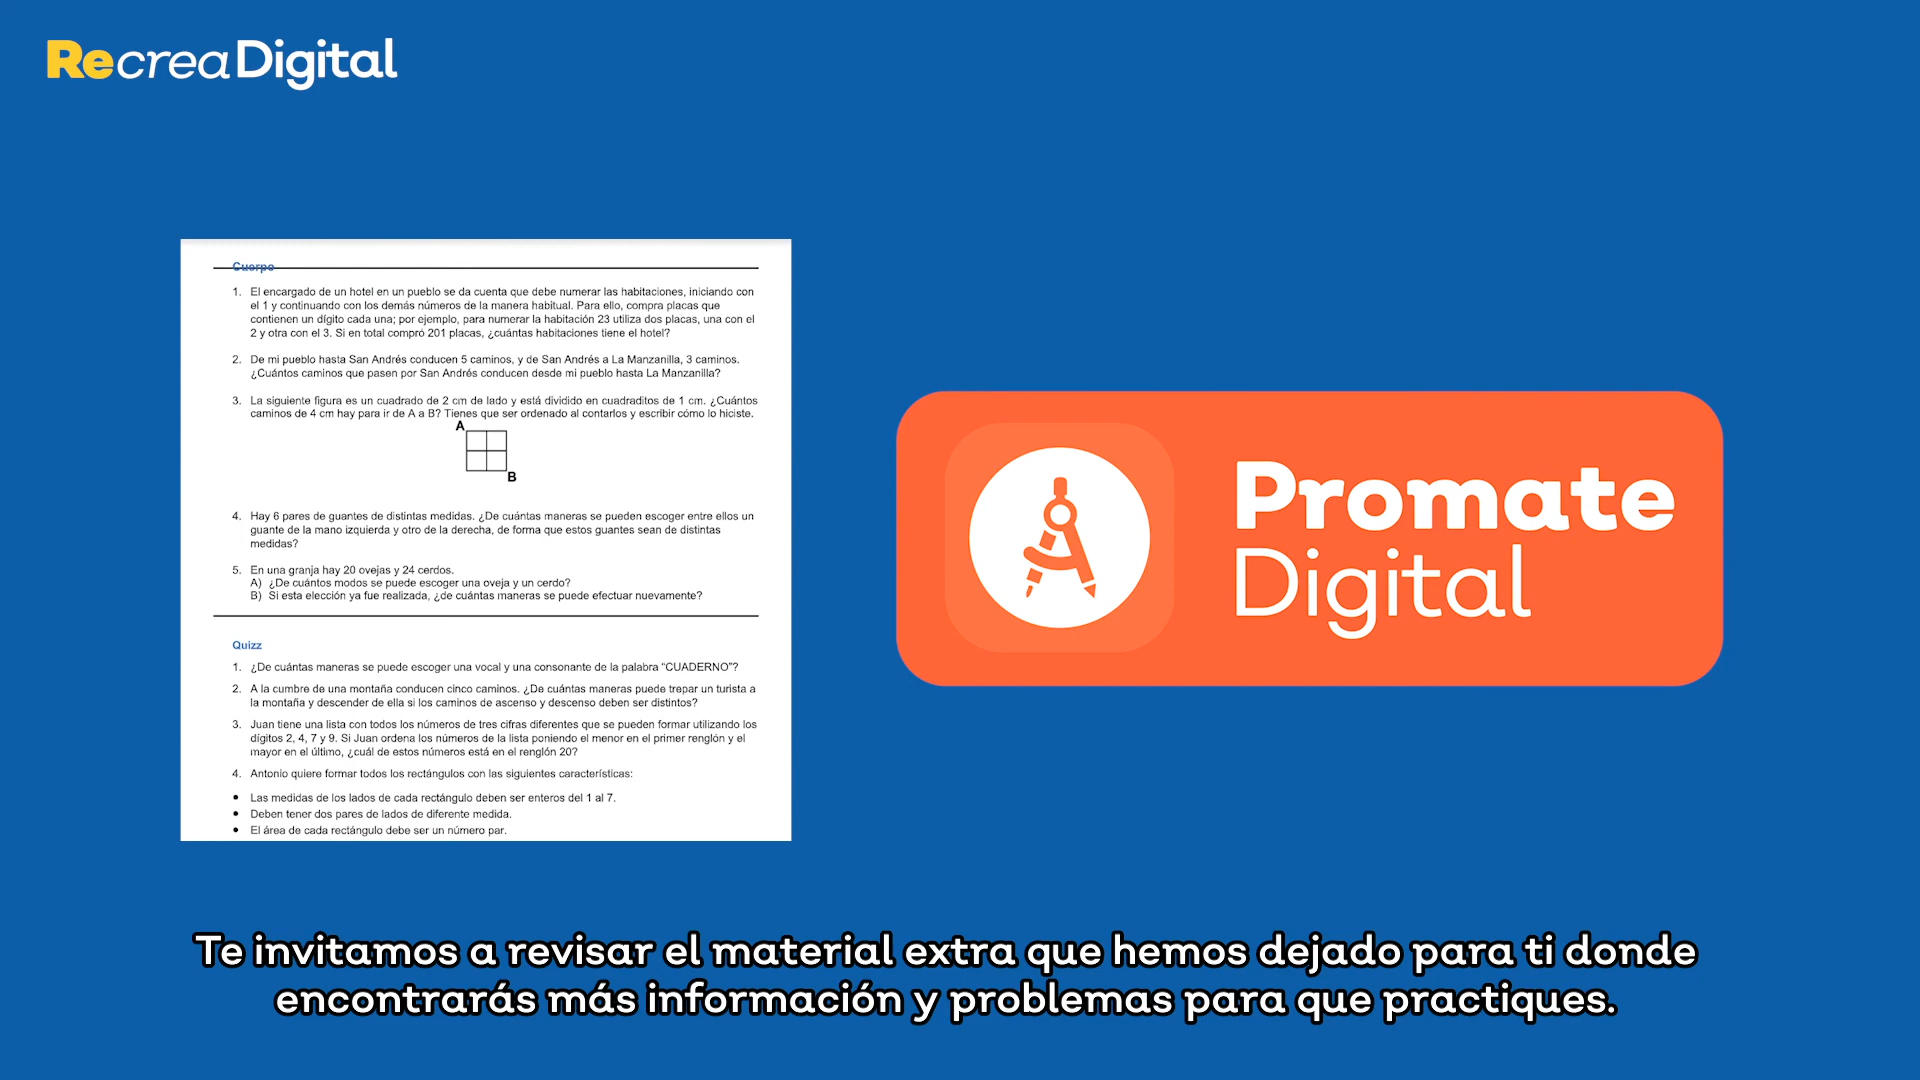 RecreaDigital
Cuerpo
1. El encargado de un hotel en un pueblo se da cuenta que debe numerar las habitaciones, iniciando con
el 1 y continuando con los demás números de la manera habitual. Para ello, compra placas que
contienen un dígito cada una; por ejemplo, para numerar la habitación 23 utiliza dos placas, una con el
2 y otra con el 3. Si en total compró 201 placas, ¿cuántas habitaciones tiene el hotel?
2. De mi pueblo hasta San Andrés conducen 5 caminos, y de San Andrés a La Manzanilla, 3 caminos.
¿Cuántos caminos que pasen por San Andrés conducen desde mi pueblo hasta La Manzanilla?
3. La siguiente figura es un cuadrado de 2 cm de lado y está dividido en cuadraditos de 1 cm. ¿Cuántos
caminos de 4 cm hay para ir de A a B? Tienes que ser ordenado al contarlos y escribir cómo lo hiciste.
A
B
4. Hay 6 pares de guantes de distintas medidas. ¿De cuántas maneras se pueden escoger entre ellos un
guante de la mano izquierda y otro de la derecha, de forma que estos guantes sean de distintas
medidas?
5. En una granja hay 20 ovejas y 24 cerdos.
A) ¿De cuántos modos se puede escoger una oveja y un cerdo?
B) Si esta elección ya fue realizada, ¿de cuántas maneras se puede efectuar nuevamente?
Quizz
1. ¿De cuántas maneras se puede escoger una vocal y una consonante de la palabra “CUADERNO”?
2. A la cumbre de una montaña conducen cinco caminos. ¿De cuántas maneras puede trepar un turista a
la montaña y descender de ella si los caminos de ascenso y descenso deben ser distintos?
3. Juan tiene una lista con todos los números de tres cifras diferentes que se pueden formar utilizando los
dígitos 2, 4, 7 y 9. Si Juan ordena los números de la lista poniendo el menor en el primer renglón y el
mayor en el último, ¿cuál de estos números está en el renglón 20?
4. Antonio quiere formar todos los rectángulos con las siguientes características:
• Las medidas de los lados de cada rectángulo deben ser enteros del 1 al 7.
• Deben tener dos pares de lados de diferente medida.
• El área de cada rectángulo debe ser un número par.
Promate
Digital
Te invitamos a revisar el material extra que hemos dejado para ti donde
encontrarás más información y problemas para que practiques.